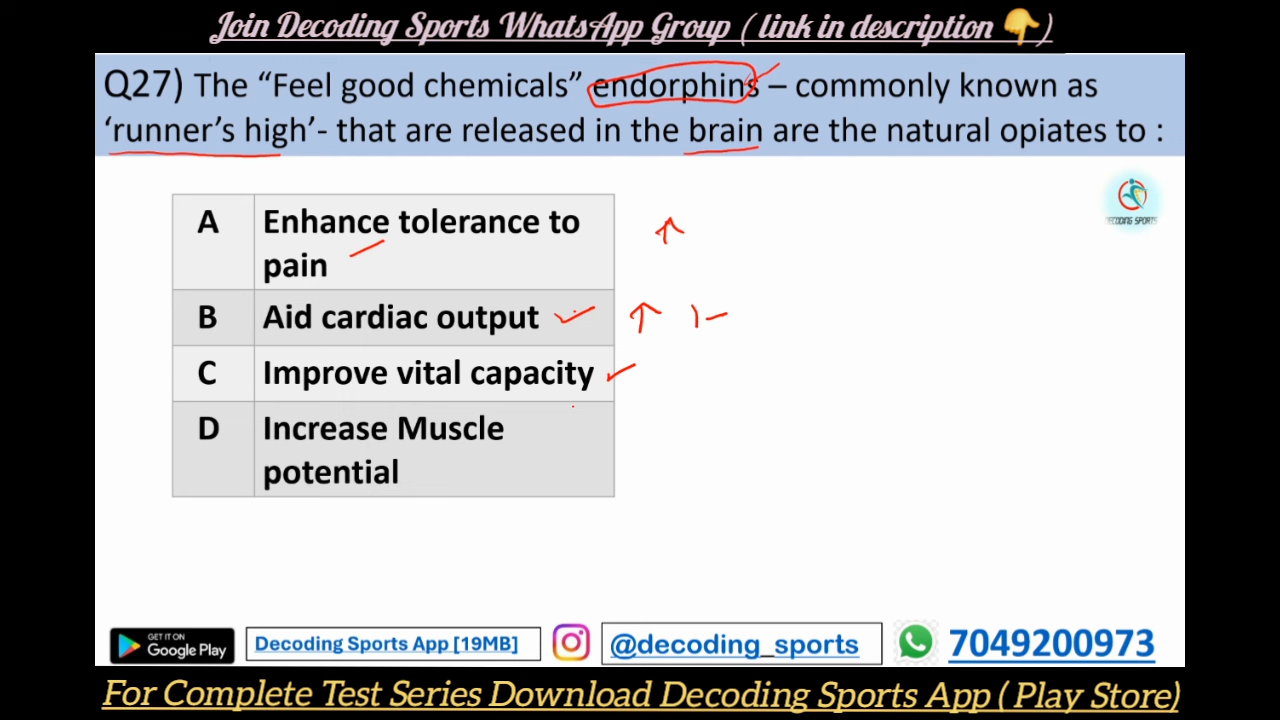 Join Decoding Sports WhatsApp Group ( link in description 👇)
Q27) The “Feel good chemicals” endorphins – commonly known as
‘runner’s high’- that are released in the brain are the natural opiates to :
DECODING SPORTS
A Enhance tolerance to
pain
B Aid cardiac output
C Improve vital capacity
D Increase Muscle
potential
GET IT ON
Google Play
Decoding Sports App [19MB]
@decoding_sports
7049200973
For Complete Test Series Download Decoding Sports App ( Play Store)